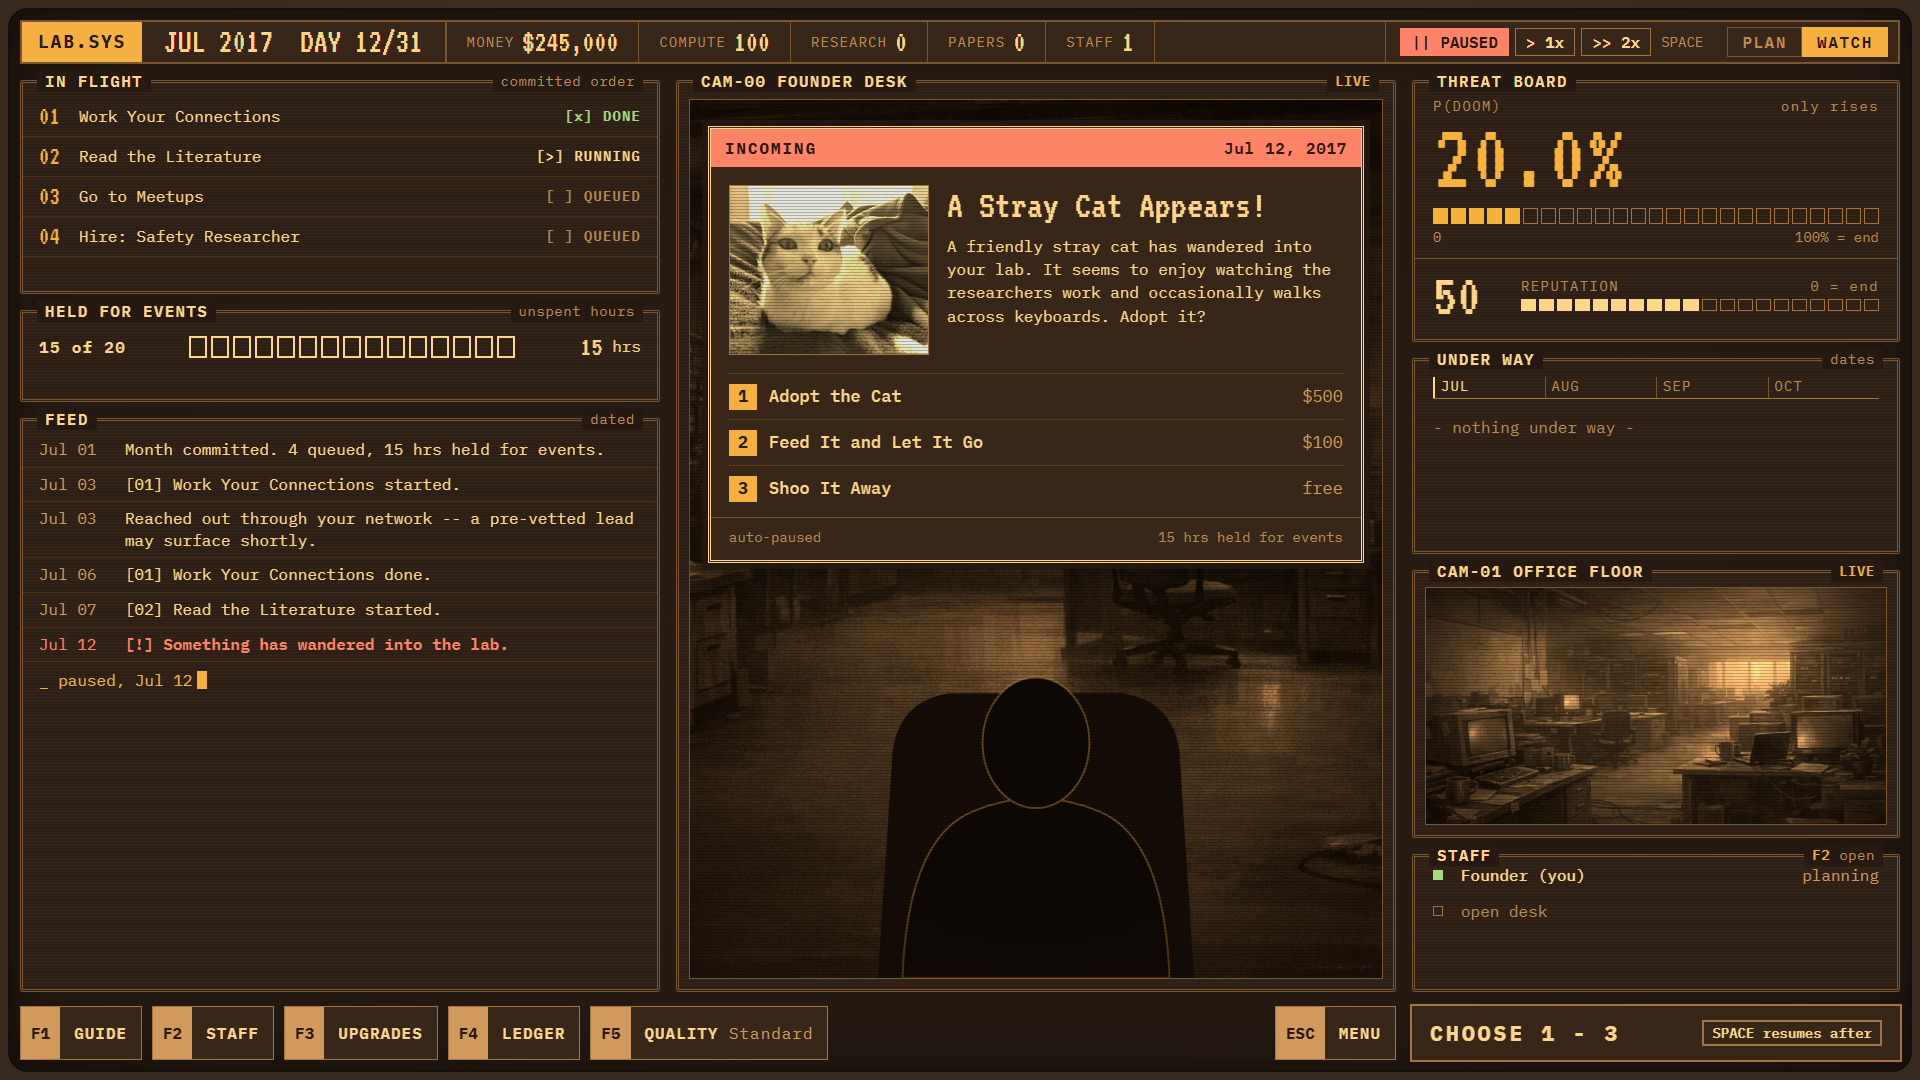 LAB.SYS JUL 2017 DAY 12/31 MONEY $245,000 COMPUTE 100 RESEARCH 0 PAPERS 0 STAFF 1 || PAUSED > 1x >> 2x SPACE PLAN WATCH
IN FLIGHT committed order
01 Work Your Connections [x] DONE
02 Read the Literature [>] RUNNING
03 Go to Meetups [ ] QUEUED
04 Hire: Safety Researcher [ ] QUEUED
HELD FOR EVENTS unspent hours
15 of 20 15 hrs
FEED dated
Jul 01 Month committed. 4 queued, 15 hrs held for events.
Jul 03 [01] Work Your Connections started.
Jul 03 Reached out through your network -- a pre-vetted lead
may surface shortly.
Jul 06 [01] Work Your Connections done.
Jul 07 [02] Read the Literature started.
Jul 12 [!] Something has wandered into the lab.
_ paused, Jul 12
CAM-00 FOUNDER DESK LIVE
INCOMING Jul 12, 2017
A Stray Cat Appears!
A friendly stray cat has wandered into
your lab. It seems to enjoy watching the
researchers work and occasionally walks
across keyboards. Adopt it?
1 Adopt the Cat $500
2 Feed It and Let It Go $100
3 Shoo It Away free
auto-paused 15 hrs held for events
THREAT BOARD
P(DOOM) only rises
20.0%
0 100% = end
50 REPUTATION 0 = end
UNDER WAY dates
JUL AUG SEP OCT
- nothing under way -
CAM-01 OFFICE FLOOR LIVE
STAFF F2 open
Founder (you) planning
open desk
F1 GUIDE F2 STAFF F3 UPGRADES F4 LEDGER F5 QUALITY Standard ESC MENU CHOOSE 1 - 3 SPACE resumes after